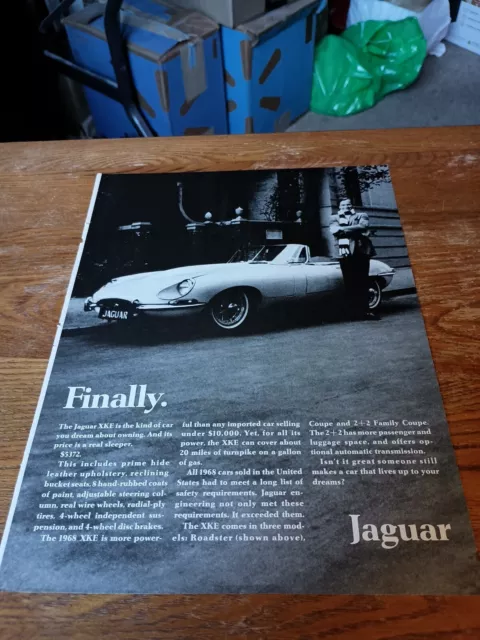 JAGUAR
Finally.
The Jaguar XKE is the kind of car
you dream about owning. And its
price is a real sleeper.
$5372.
This includes prime hide
leather upholstery, reclining
bucket seats, 8 hand-rubbed coats
of paint, adjustable steering col-
umn, real wire wheels, radial-ply
tires, 4-wheel independent sus-
pension, and 4-wheel disc brakes.
The 1968 XKE is more power-
ful than any imported car selling
under $10,000. Yet, for all its
power, the XKE can cover about
20 miles of turnpike on a gallon
of gas.
All 1968 cars sold in the United
States had to meet a long list of
safety requirements. Jaguar en-
gineering not only met these
requirements. It exceeded them.
The XKE comes in three mod-
els: Roadster (shown above),
Coupe and 2+2 Family Coupe.
The 2+2 has more passenger and
luggage space, and offers op-
tional automatic transmission.
Isn't it great someone still
makes a car that lives up to your
dreams?
Jaguar